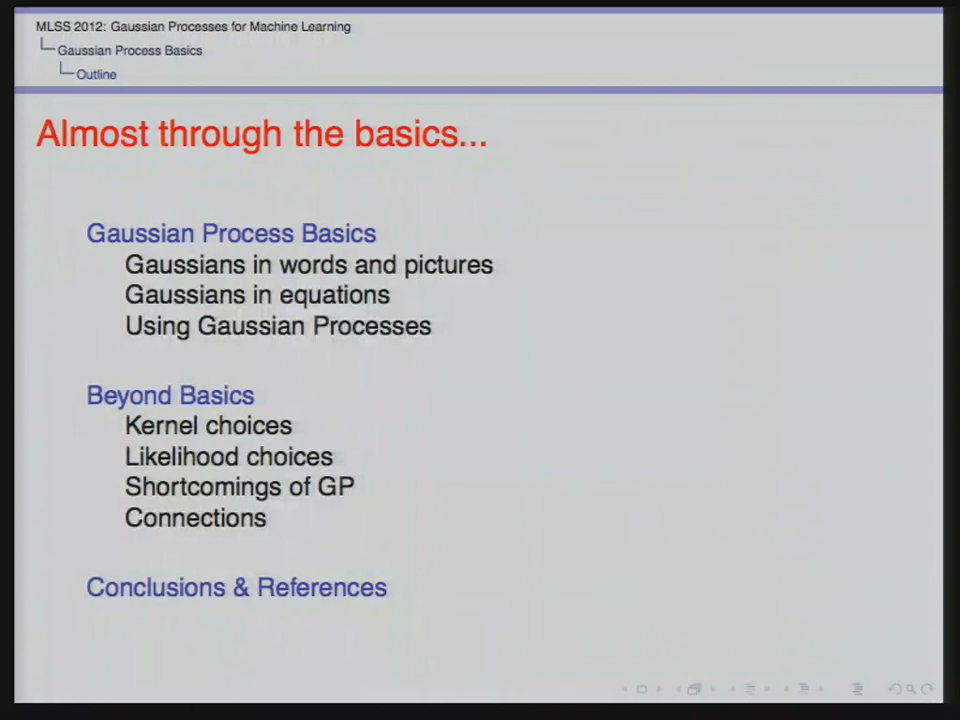 MLSS 2012: Gaussian Processes for Machine Learning
Gaussian Process Basics
Outline
Almost through the basics...
Gaussian Process Basics
Gaussians in words and pictures
Gaussians in equations
Using Gaussian Processes
Beyond Basics
Kernel choices
Likelihood choices
Shortcomings of GP
Connections
Conclusions & References